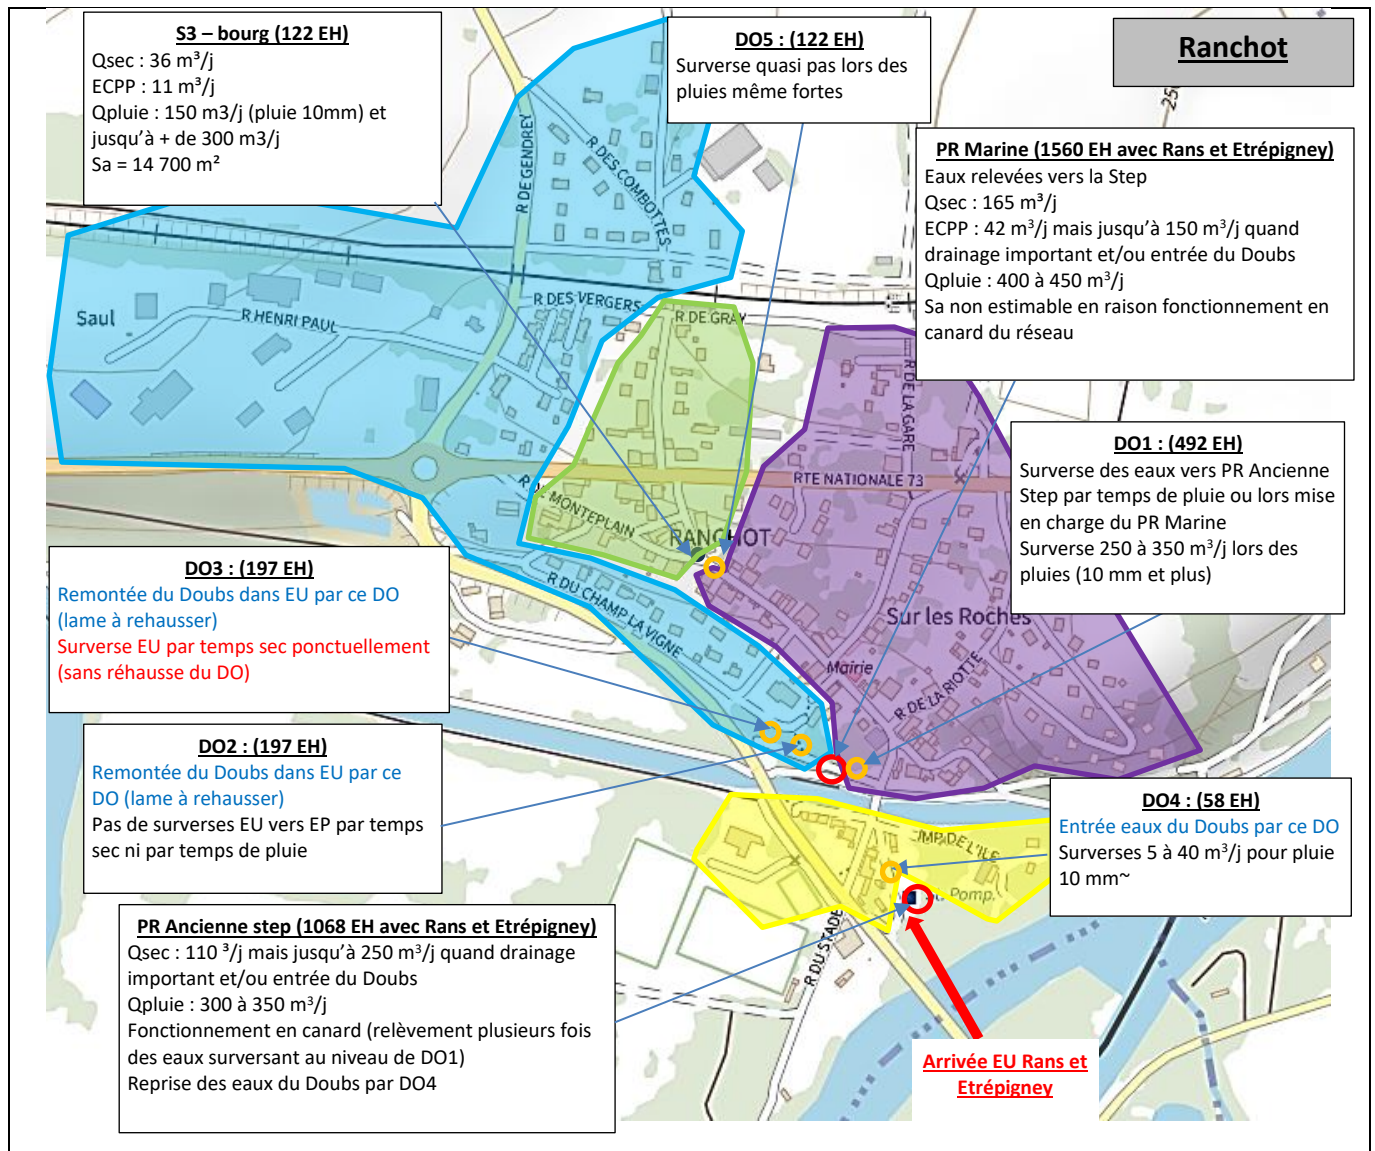 S3 – bourg (122 EH)
Qsec : 36 m³/j
ECPP : 11 m³/j
Qpluie : 150 m3/j (pluie 10mm) et
jusqu'à + de 300 m3/j
Sa = 14 700 m²
DO5 : (122 EH)
Surverse quasi pas lors des
pluies même fortes
Ranchot
PR Marine (1560 EH avec Rans et Etrépigney)
Eaux relevées vers la Step
Qsec : 165 m³/j
ECPP : 42 m³/j mais jusqu'à 150 m³/j quand
drainage important et/ou entrée du Doubs
Qpluie : 400 à 450 m³/j
Sa non estimable en raison fonctionnement en
canard du réseau
DO1 : (492 EH)
Surverse des eaux vers PR Ancienne
Step par temps de pluie ou lors mise
en charge du PR Marine
Surverse 250 à 350 m³/j lors des
pluies (10 mm et plus)
DO3 : (197 EH)
Remontée du Doubs dans EU par ce DO
(lame à rehausser)
Surverse EU par temps sec ponctuellement
(sans réhausse du DO)
DO2 : (197 EH)
Remontée du Doubs dans EU par ce
DO (lame à rehausser)
Pas de surverses EU vers EP par temps
sec ni par temps de pluie
DO4 : (58 EH)
Entrée eaux du Doubs par ce DO
Surverses 5 à 40 m³/j pour pluie
10 mm~
PR Ancienne step (1068 EH avec Rans et Etrépigney)
Qsec : 110 ³/j mais jusqu'à 250 m³/j quand drainage
important et/ou entrée du Doubs
Qpluie : 300 à 350 m³/j
Fonctionnement en canard (relèvement plusieurs fois
des eaux surversant au niveau de DO1)
Reprise des eaux du Doubs par DO4
Arrivée EU Rans et
Etrépigney
R DE GENDREY
R DES COMBOTTES
R DES VERGERS
R HENRI PAUL
Saul
R DE GRAY
R DE LA GARE
RTE NATIONALE 73
R DE MONTEPLAIN
RANCHOT
R DU CHAMP LA VIGNE
Sur les Roches
Mairie
R DE LA RIOTTE
IMP DE L'ILE
St. Pomp.
R DU STADE